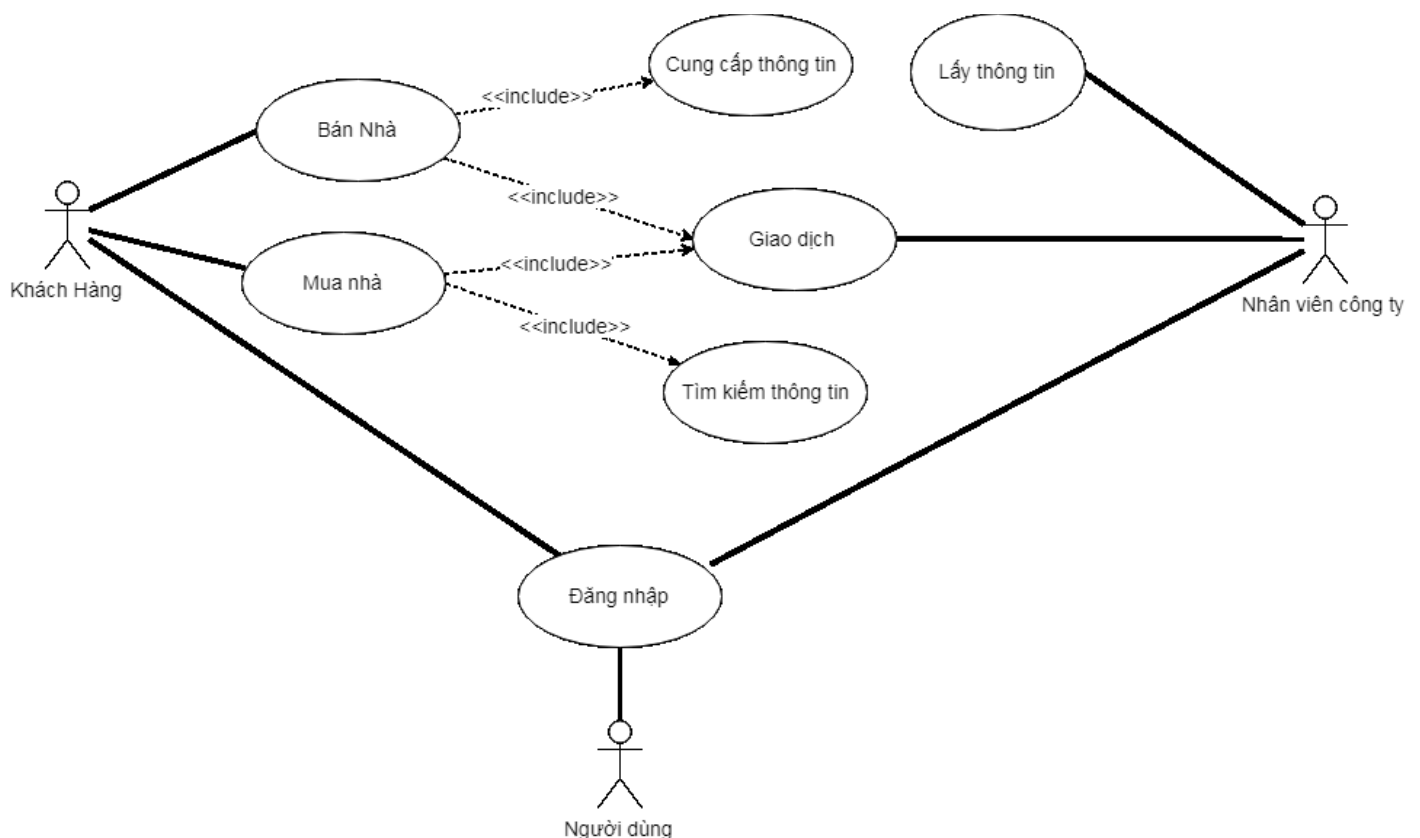 Cung cấp thông tin
Lấy thông tin
<<include>>
Bán Nhà
<<include>>
Giao dịch
<<include>>
Mua nhà
Khách Hàng
Nhân viên công ty
<<include>>
Tìm kiếm thông tin
Đăng nhập
Người dùng